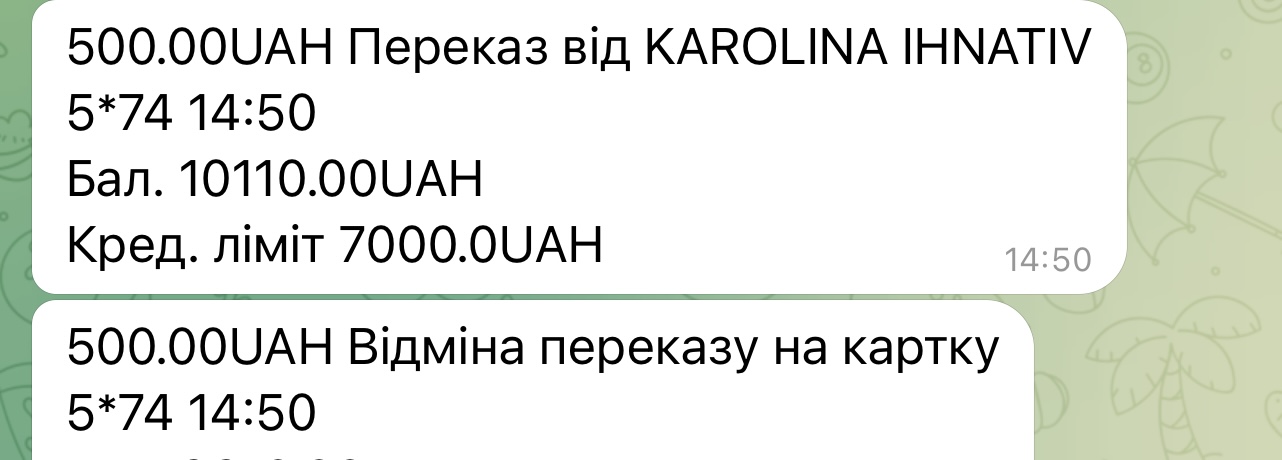 500.00UAH Переказ від KAROLINA IHNATIV
5*74 14:50
Бал. 10110.00UAH
Кред. ліміт 7000.0UAH
14:50
500.00UAH Відміна переказу на картку
5*74 14:50